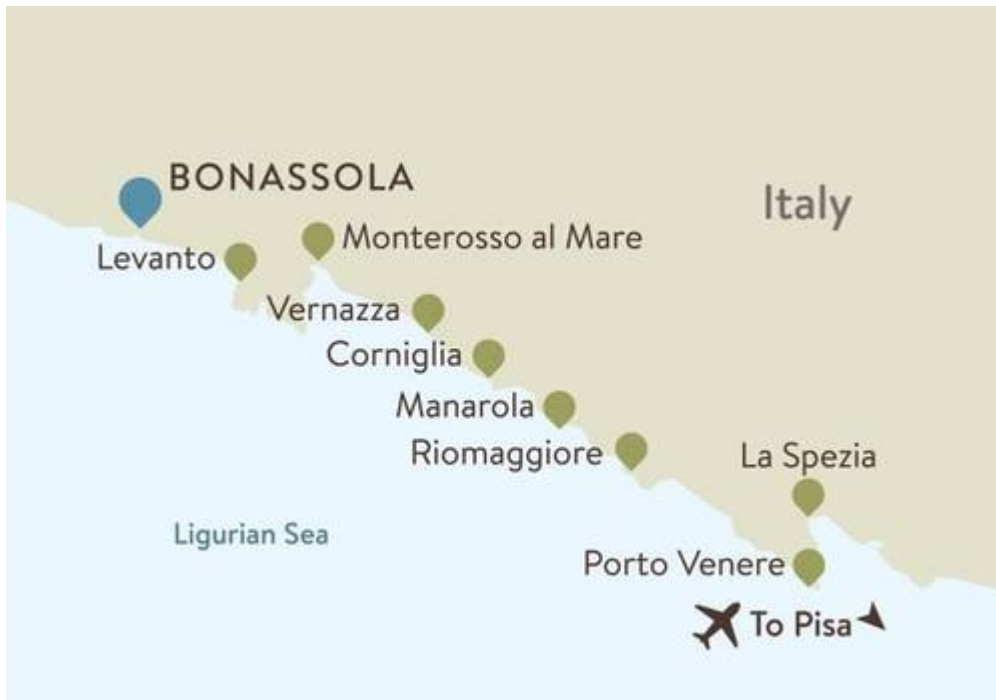 BONASSOLA
Italy
Monterosso al Mare
Levanto
Vernazza
Corniglia
Manarola
Riomaggiore
La Spezia
Ligurian Sea
Porto Venere
To Pisa